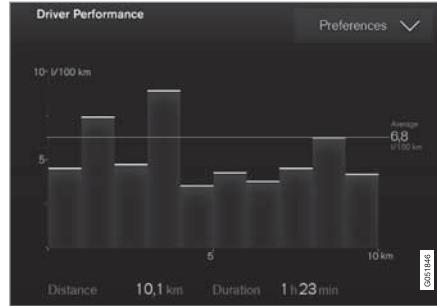 Driver Performance
Preferences
10 l/100 km
Average
6,8
l/100 km
5
5
10 km
Distance 10,1 km Duration 1 h 23 min
G051846